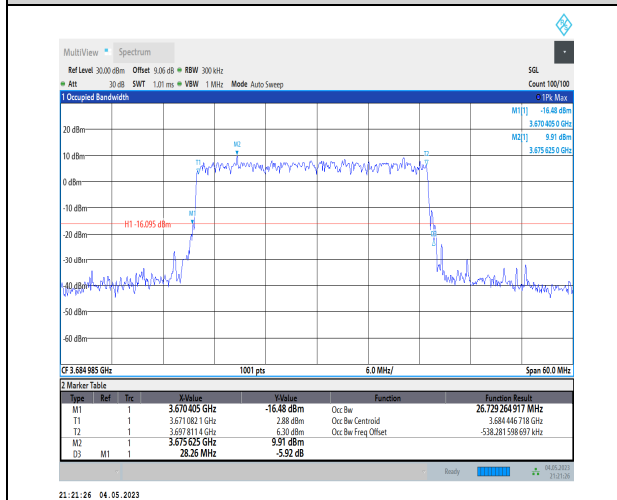 MultiView Spectrum
Ref Level 30.00 dBm Offset 9.06 dB RBW 300 kHz SGL
Att 30 dB SWT 1.01 ms VBW 1 MHz Mode Auto Sweep Count 100/100
1 Occupied Bandwidth 1Pk Max
M1[1] -16.48 dBm
3.670 405 0 GHz
M2[1] 9.91 dBm
3.675 625 0 GHz
20 dBm
M2
T1 T2
10 dBm
0 dBm
-10 dBm
M1
H1 -16.095 dBm
-20 dBm
D3
-30 dBm
-40 dBm
-50 dBm
-60 dBm
CF 3.684 985 GHz 1001 pts 6.0 MHz/ Span 60.0 MHz
2 Marker Table
Type Ref Trc X-Value Y-Value Function Function Result
M1 1 3.670 405 GHz -16.48 dBm Occ Bw 26.729 264 917 MHz
T1 1 3.671 082 1 GHz 2.88 dBm Occ Bw Centroid 3.684 446 718 GHz
T2 1 3.697 811 4 GHz 6.30 dBm Occ Bw Freq Offset -538.281 598 697 kHz
M2 1 3.675 625 GHz 9.91 dBm
D3 M1 1 28.26 MHz -5.92 dB
Ready 04.05.2023
21:21:26
21:21:26 04.05.2023